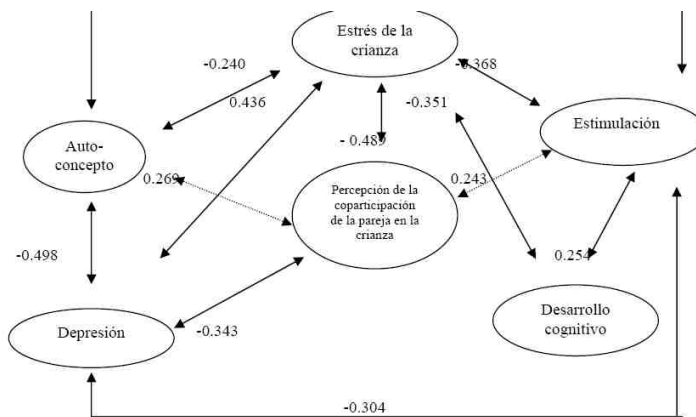 Estrés de la
crianza
-0.240
-0.368
0.436
-0.351
Estimulación
Auto-
concepto
- 0.489
0.269
Percepción de la
coparticipación
de la pareja en la
crianza
0.243
-0.498
0.254
Desarrollo
cognitivo
Depresión
-0.343
-0.304